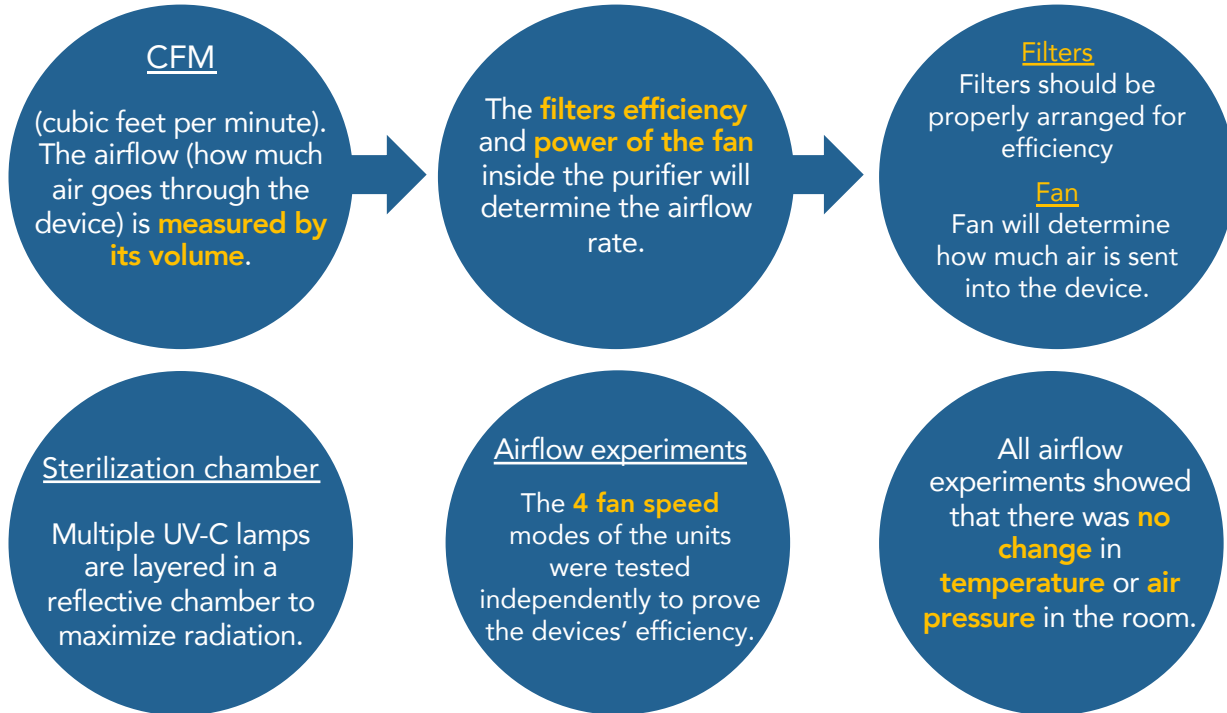 CFM
(cubic feet per minute).
The airflow (how much
air goes through the
device) is measured by
its volume.
The filters efficiency
and power of the fan
inside the purifier will
determine the airflow
rate.
Filters
Filters should be
properly arranged for
efficiency
Fan
Fan will determine
how much air is sent
into the device.
Sterilization chamber
Multiple UV-C lamps
are layered in a
reflective chamber to
maximize radiation.
Airflow experiments
The 4 fan speed
modes of the units
were tested
independently to prove
the devices’ efficiency.
All airflow
experiments showed
that there was no
change in
temperature or air
pressure in the room.